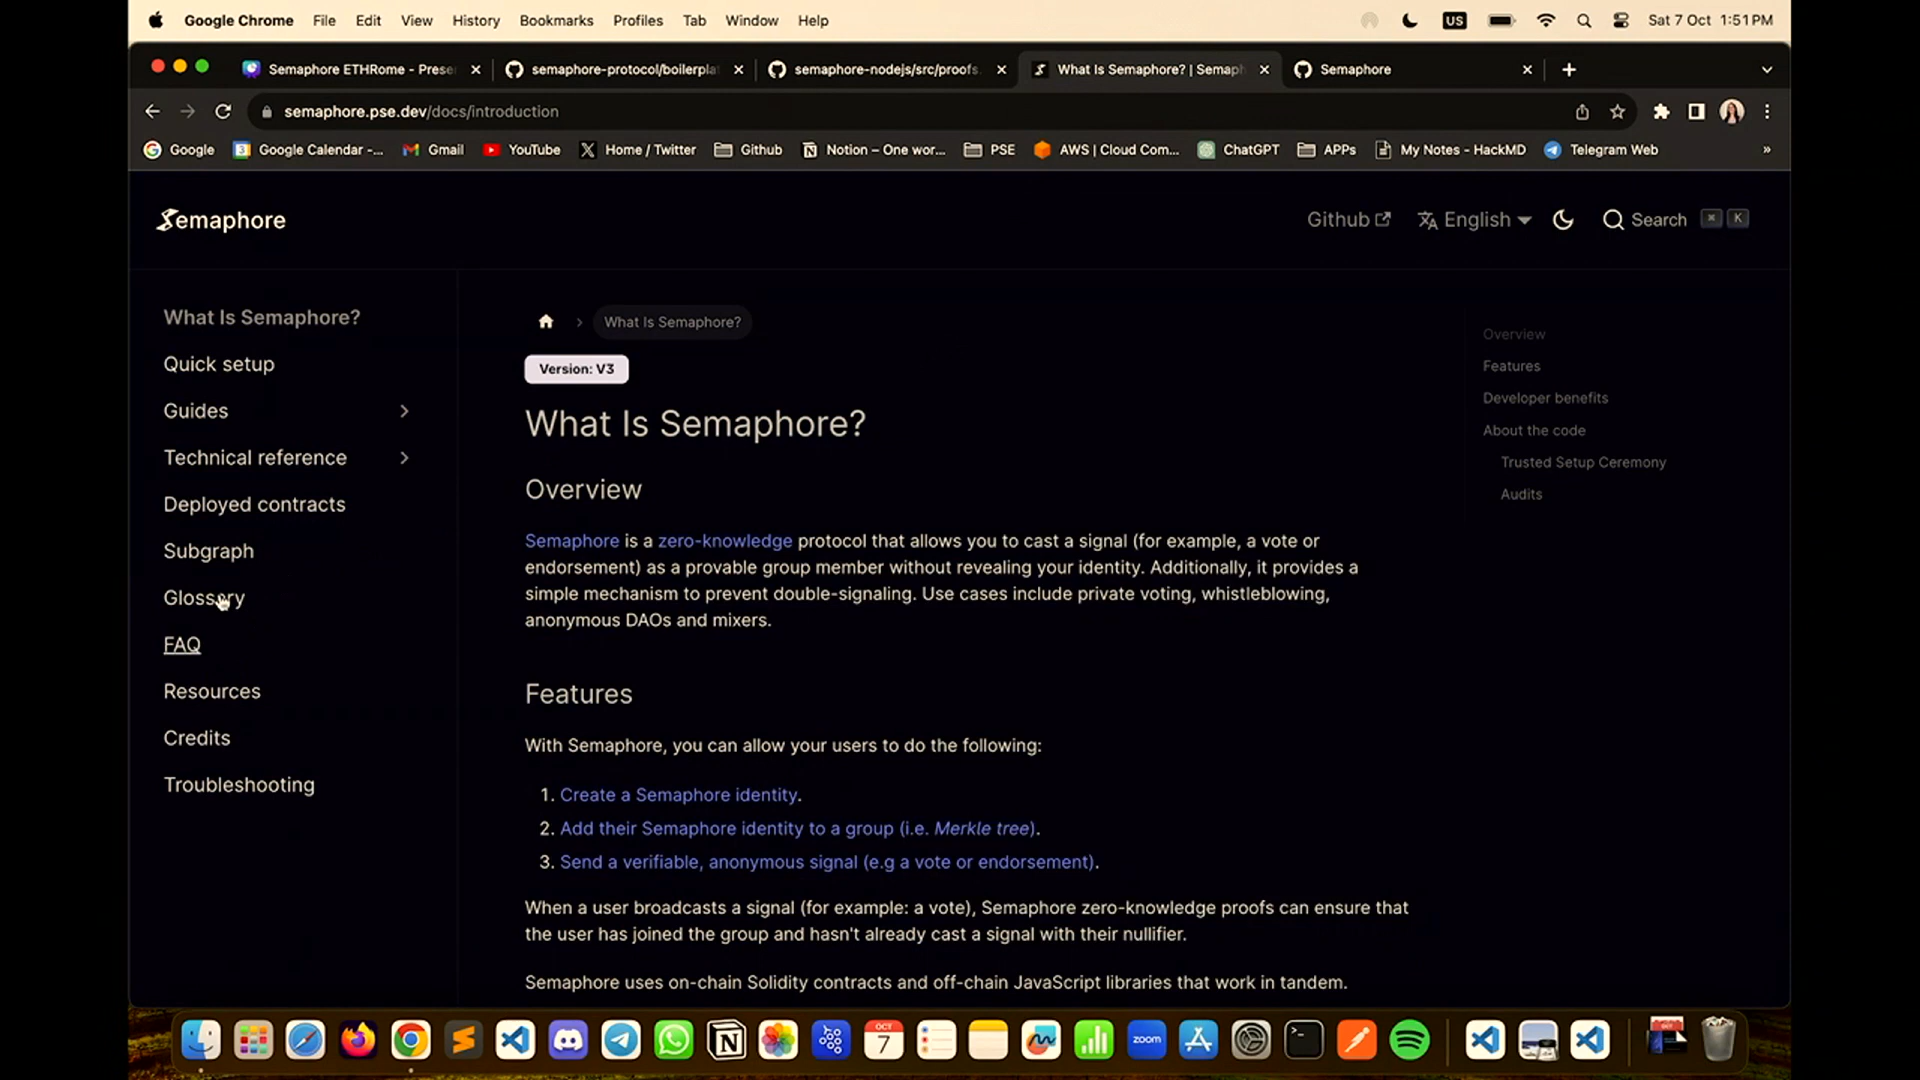 Google Chrome File Edit View History Bookmarks Profiles Tab Window Help US Sat 7 Oct 1:51 PM
Semaphore ETHRome - Prese semaphore-protocol/boilerpla semaphore-nodejs/src/proofs. What Is Semaphore? | Semaph Semaphore
semaphore.pse.dev/docs/introduction
Google Google Calendar -... Gmail YouTube Home / Twitter Github Notion – One wor... PSE AWS | Cloud Com... ChatGPT APPs My Notes - HackMD Telegram Web »
Semaphore
Github English Search ⌘ K
What Is Semaphore?
Quick setup
Guides
Technical reference
Deployed contracts
Subgraph
Glossary
FAQ
Resources
Credits
Troubleshooting
What Is Semaphore?
Version: V3
What Is Semaphore?
Overview
Semaphore is a zero-knowledge protocol that allows you to cast a signal (for example, a vote or
endorsement) as a provable group member without revealing your identity. Additionally, it provides a
simple mechanism to prevent double-signaling. Use cases include private voting, whistleblowing,
anonymous DAOs and mixers.
Features
With Semaphore, you can allow your users to do the following:
1. Create a Semaphore identity.
2. Add their Semaphore identity to a group (i.e. Merkle tree).
3. Send a verifiable, anonymous signal (e.g a vote or endorsement).
When a user broadcasts a signal (for example: a vote), Semaphore zero-knowledge proofs can ensure that
the user has joined the group and hasn't already cast a signal with their nullifier.
Semaphore uses on-chain Solidity contracts and off-chain JavaScript libraries that work in tandem.
Overview
Features
Developer benefits
About the code
Trusted Setup Ceremony
Audits
OCT
7
zoom